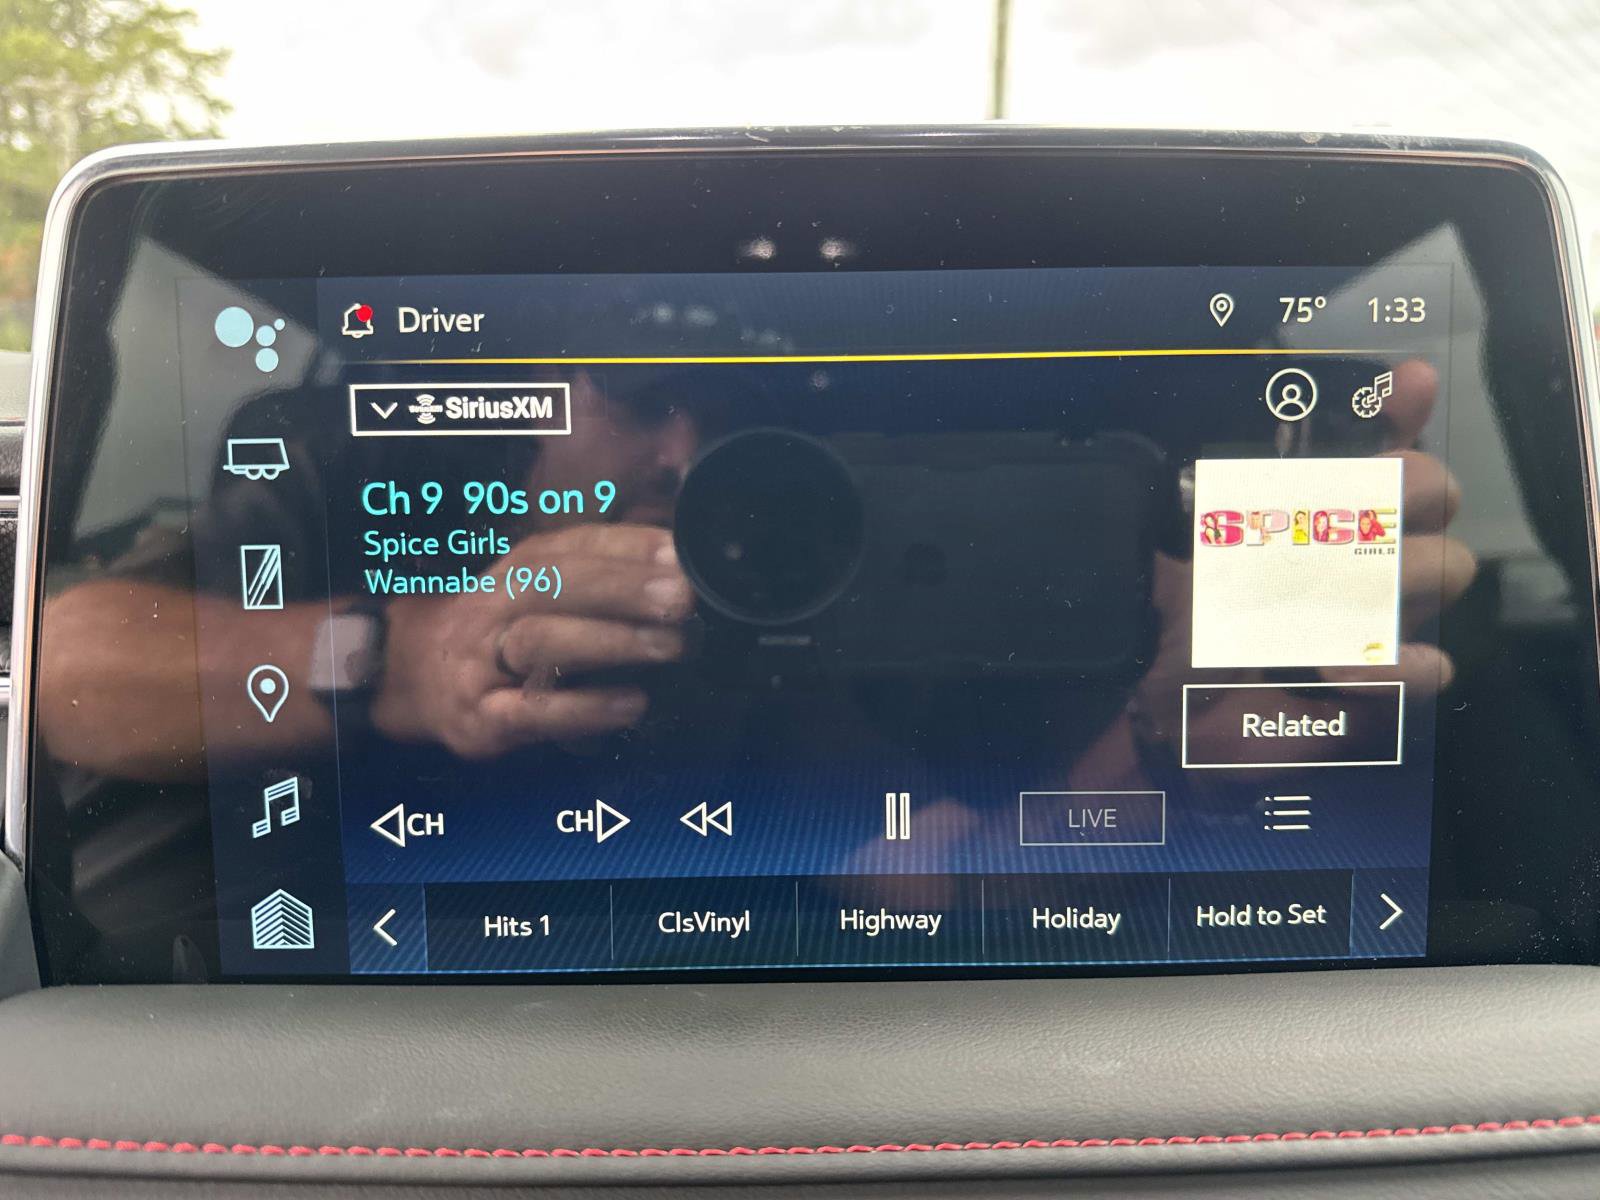 Driver
75° 1:33
SiriusXM
Ch 9 90s on 9
Spice Girls
Wannabe (96)
SPICE
GIRLS
Related
CH
CH
LIVE
Hits 1
ClsVinyl
Highway
Holiday
Hold to Set